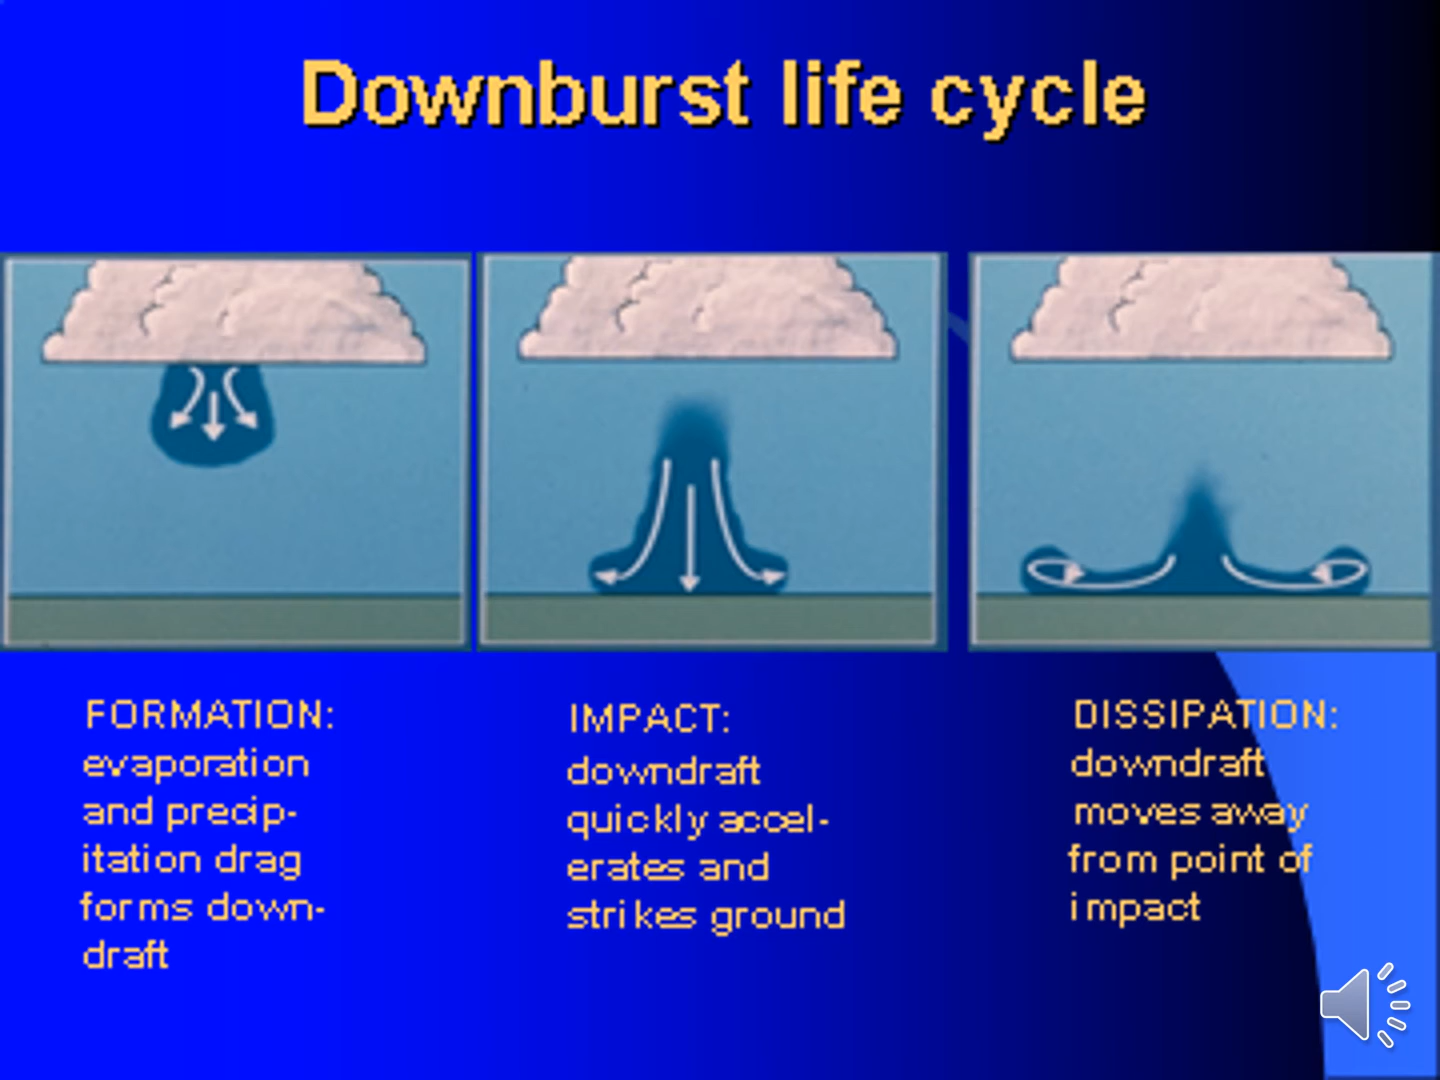 Downburst life cycle
FORMATION:
evaporation
and precip-
itation drag
forms down-
draft
IMPACT:
downdraft
quickly accel-
erates and
strikes ground
DISSIPATION:
downdraft
moves away
from point of
impact